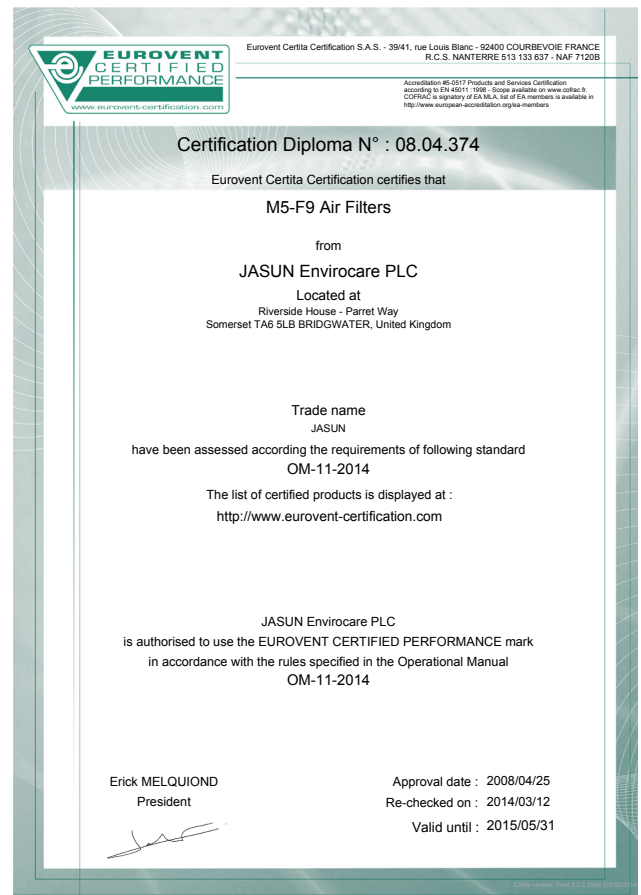 EUROVENT
CERTIFIED
PERFORMANCE
www.eurovent-certification.com
Eurovent Certita Certification S.A.S. - 39/41, rue Louis Blanc - 92400 COURBEVOIE FRANCE
R.C.S. NANTERRE 513 133 637 - NAF 7120B
Accreditation #5-0517 Products and Services Certification
according to EN 45011 :1998 - Scope available on www.cofrac.fr.
COFRAC is signatory of EA MLA, list of EA members is available in
http://www.european-accreditation.org/ea-members
Certification Diploma N° : 08.04.374
Eurovent Certita Certification certifies that
M5-F9 Air Filters
from
JASUN Envirocare PLC
Located at
Riverside House - Parret Way
Somerset TA6 5LB BRIDGWATER, United Kingdom
Trade name
JASUN
have been assessed according the requirements of following standard
OM-11-2014
The list of certified products is displayed at :
http://www.eurovent-certification.com
JASUN Envirocare PLC
is authorised to use the EUROVENT CERTIFIED PERFORMANCE mark
in accordance with the rules specified in the Operational Manual
OM-11-2014
Erick MELQUIOND
President
Approval date : 2008/04/25
Re-checked on : 2014/03/12
Valid until : 2015/05/31